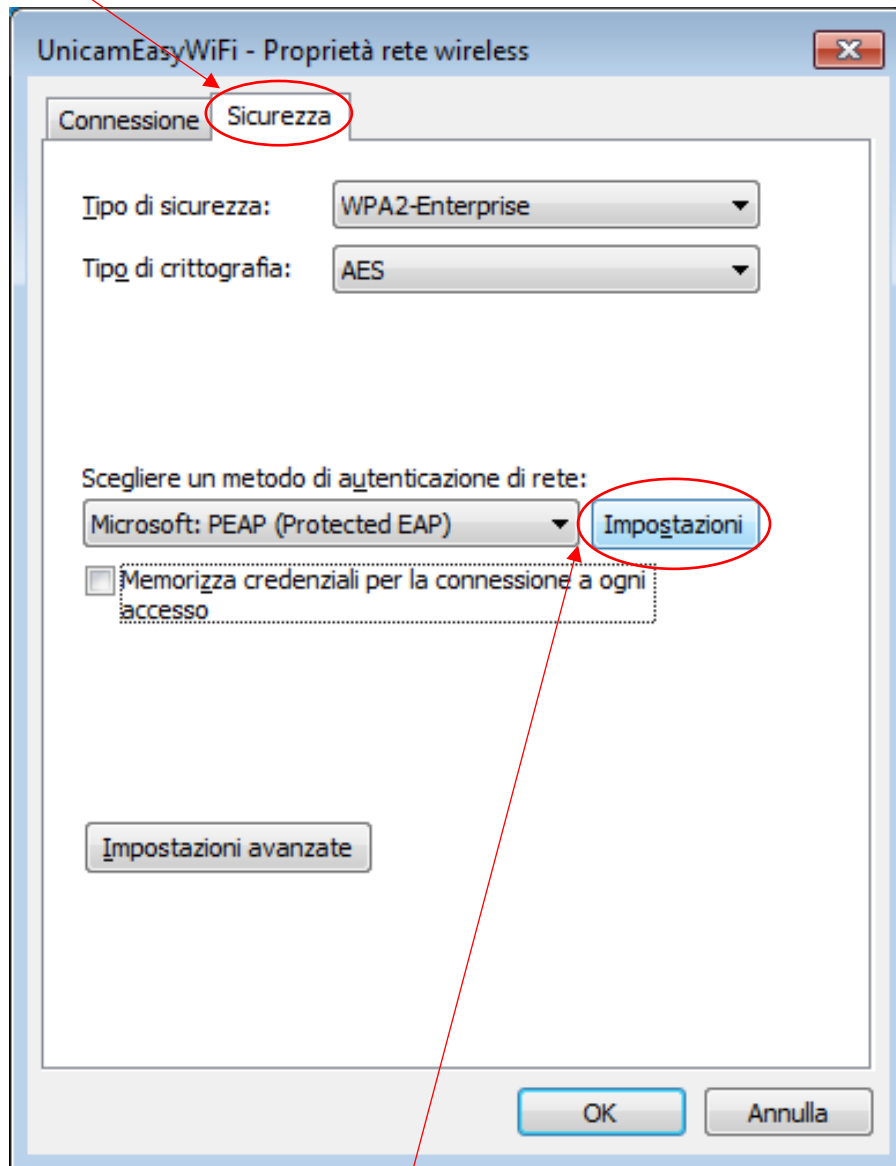 UnicamEasyWiFi - Proprietà rete wireless
Connessione
Sicurezza
Tipo di sicurezza:
WPA2-Enterprise
Tipo di crittografia:
AES
Scegliere un metodo di autenticazione di rete:
Microsoft: PEAP (Protected EAP)
Impostazioni
Memorizza credenziali per la connessione a ogni
accesso
Impostazioni avanzate
OK
Annulla